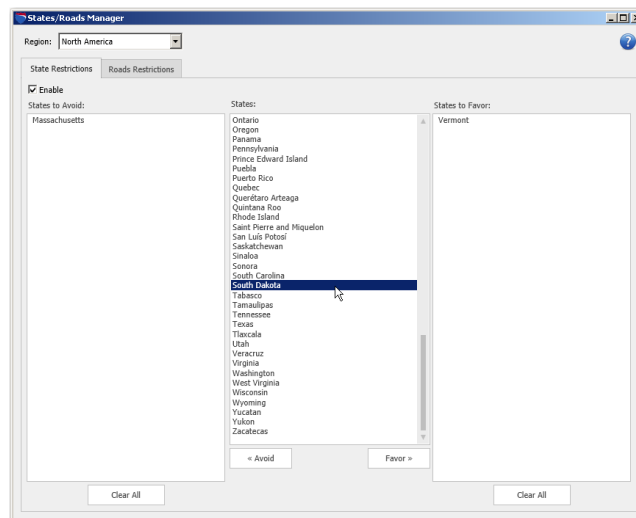 States/Roads Manager
Region: North America
?
State Restrictions Roads Restrictions
Enable
States to Avoid:
Massachusetts
States:
Ontario
Oregon
Panama
Pennsylvania
Prince Edward Island
Puebla
Puerto Rico
Quebec
Querétaro Arteaga
Quintana Roo
Rhode Island
Saint Pierre and Miquelon
San Luís Potosí
Saskatchewan
Sinaloa
Sonora
South Carolina
South Dakota
Tabasco
Tamaulipas
Tennessee
Texas
Tlaxcala
Utah
Veracruz
Virginia
Washington
West Virginia
Wisconsin
Wyoming
Yucatan
Yukon
Zacatecas
« Avoid Favor »
States to Favor:
Vermont
Clear All Clear All